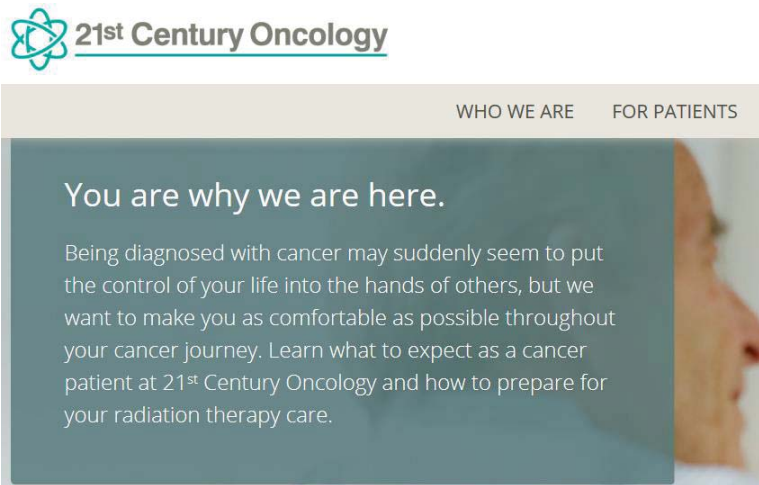 21st Century Oncology
WHO WE ARE FOR PATIENTS
You are why we are here.
Being diagnosed with cancer may suddenly seem to put
the control of your life into the hands of others, but we
want to make you as comfortable as possible throughout
your cancer journey. Learn what to expect as a cancer
patient at 21st Century Oncology and how to prepare for
your radiation therapy care.